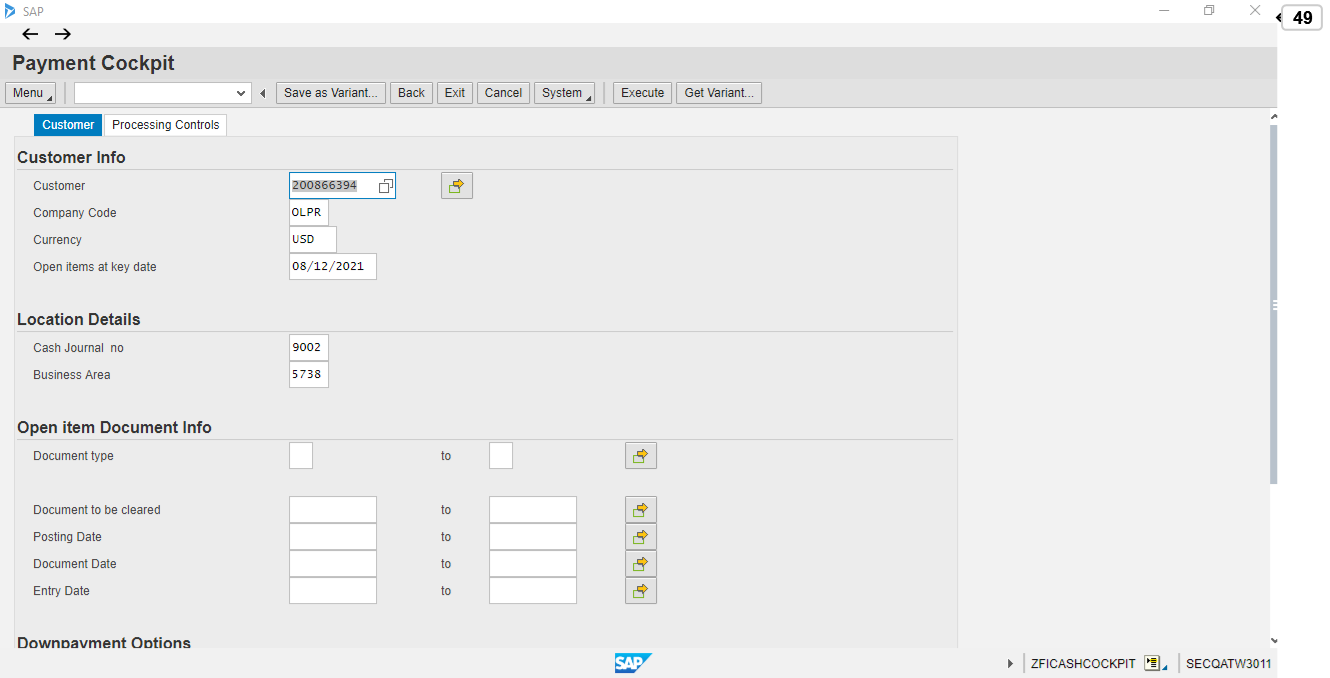 SAP
49
Payment Cockpit
Menu Save as Variant... Back Exit Cancel System Execute Get Variant...
Customer Processing Controls
Customer Info
Customer 200866394
Company Code OLPR
Currency USD
Open items at key date 08/12/2021
Location Details
Cash Journal no 9002
Business Area 5738
Open item Document Info
Document type to
Document to be cleared to
Posting Date to
Document Date to
Entry Date to
Downpayment Options
SAP ZFICASHCOCKPIT SECQATW3011